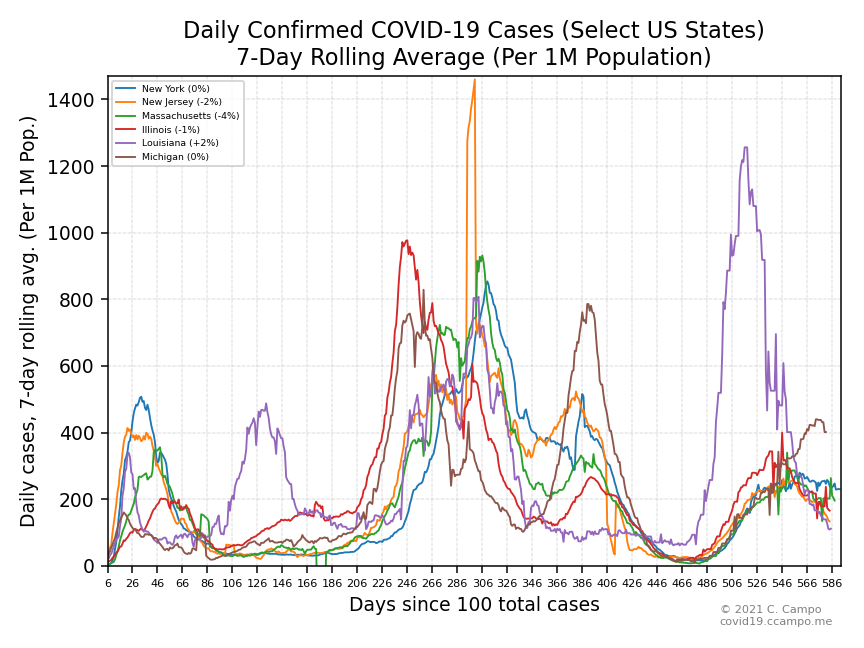 Daily Confirmed COVID-19 Cases (Select US States)
7-Day Rolling Average (Per 1M Population)
Daily cases, 7-day rolling avg. (Per 1M Pop.)
1400
1200
1000
800
600
400
200
0
New York (0%)
New Jersey (-2%)
Massachusetts (-4%)
Illinois (-1%)
Louisiana (+2%)
Michigan (0%)
6 26 46 66 86 106 126 146 166 186 206 226 246 266 286 306 326 346 366 386 406 426 446 466 486 506 526 546 566 586
Days since 100 total cases
© 2021 C. Campo
covid19.ccampo.me